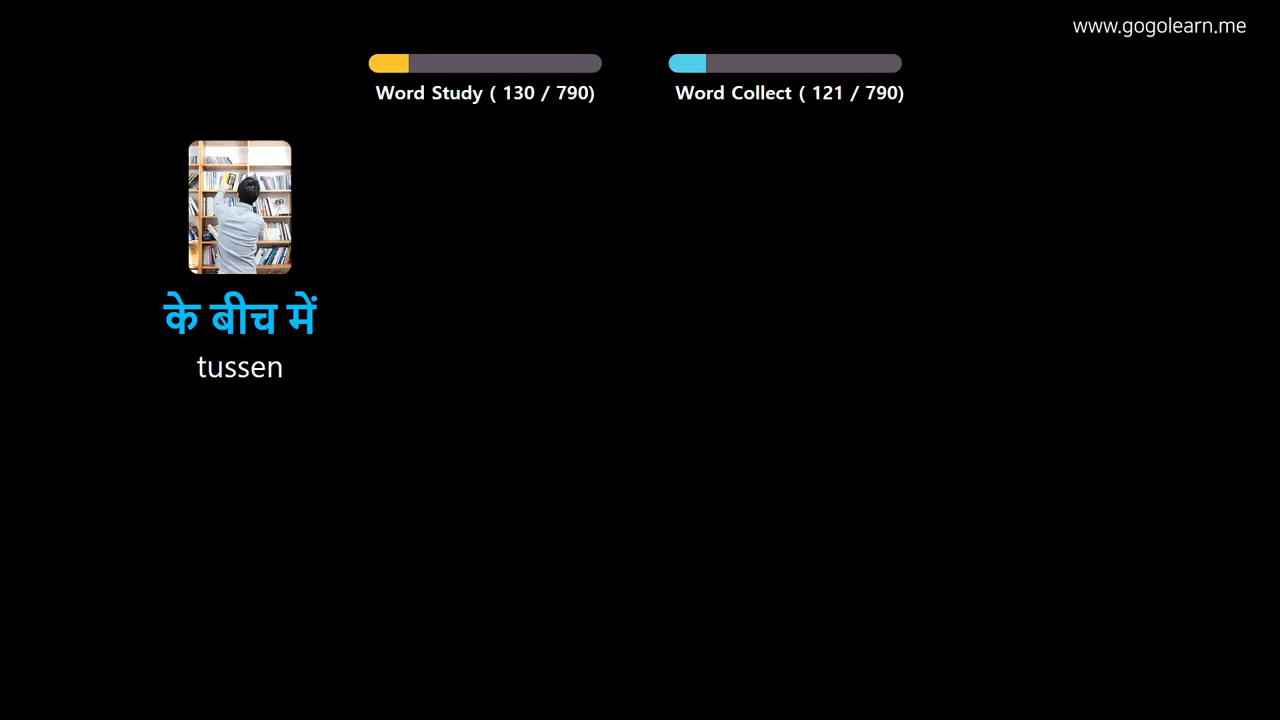 www.gogolearn.me
Word Study ( 130 / 790)
Word Collect ( 121 / 790)
के बीच में
tussen